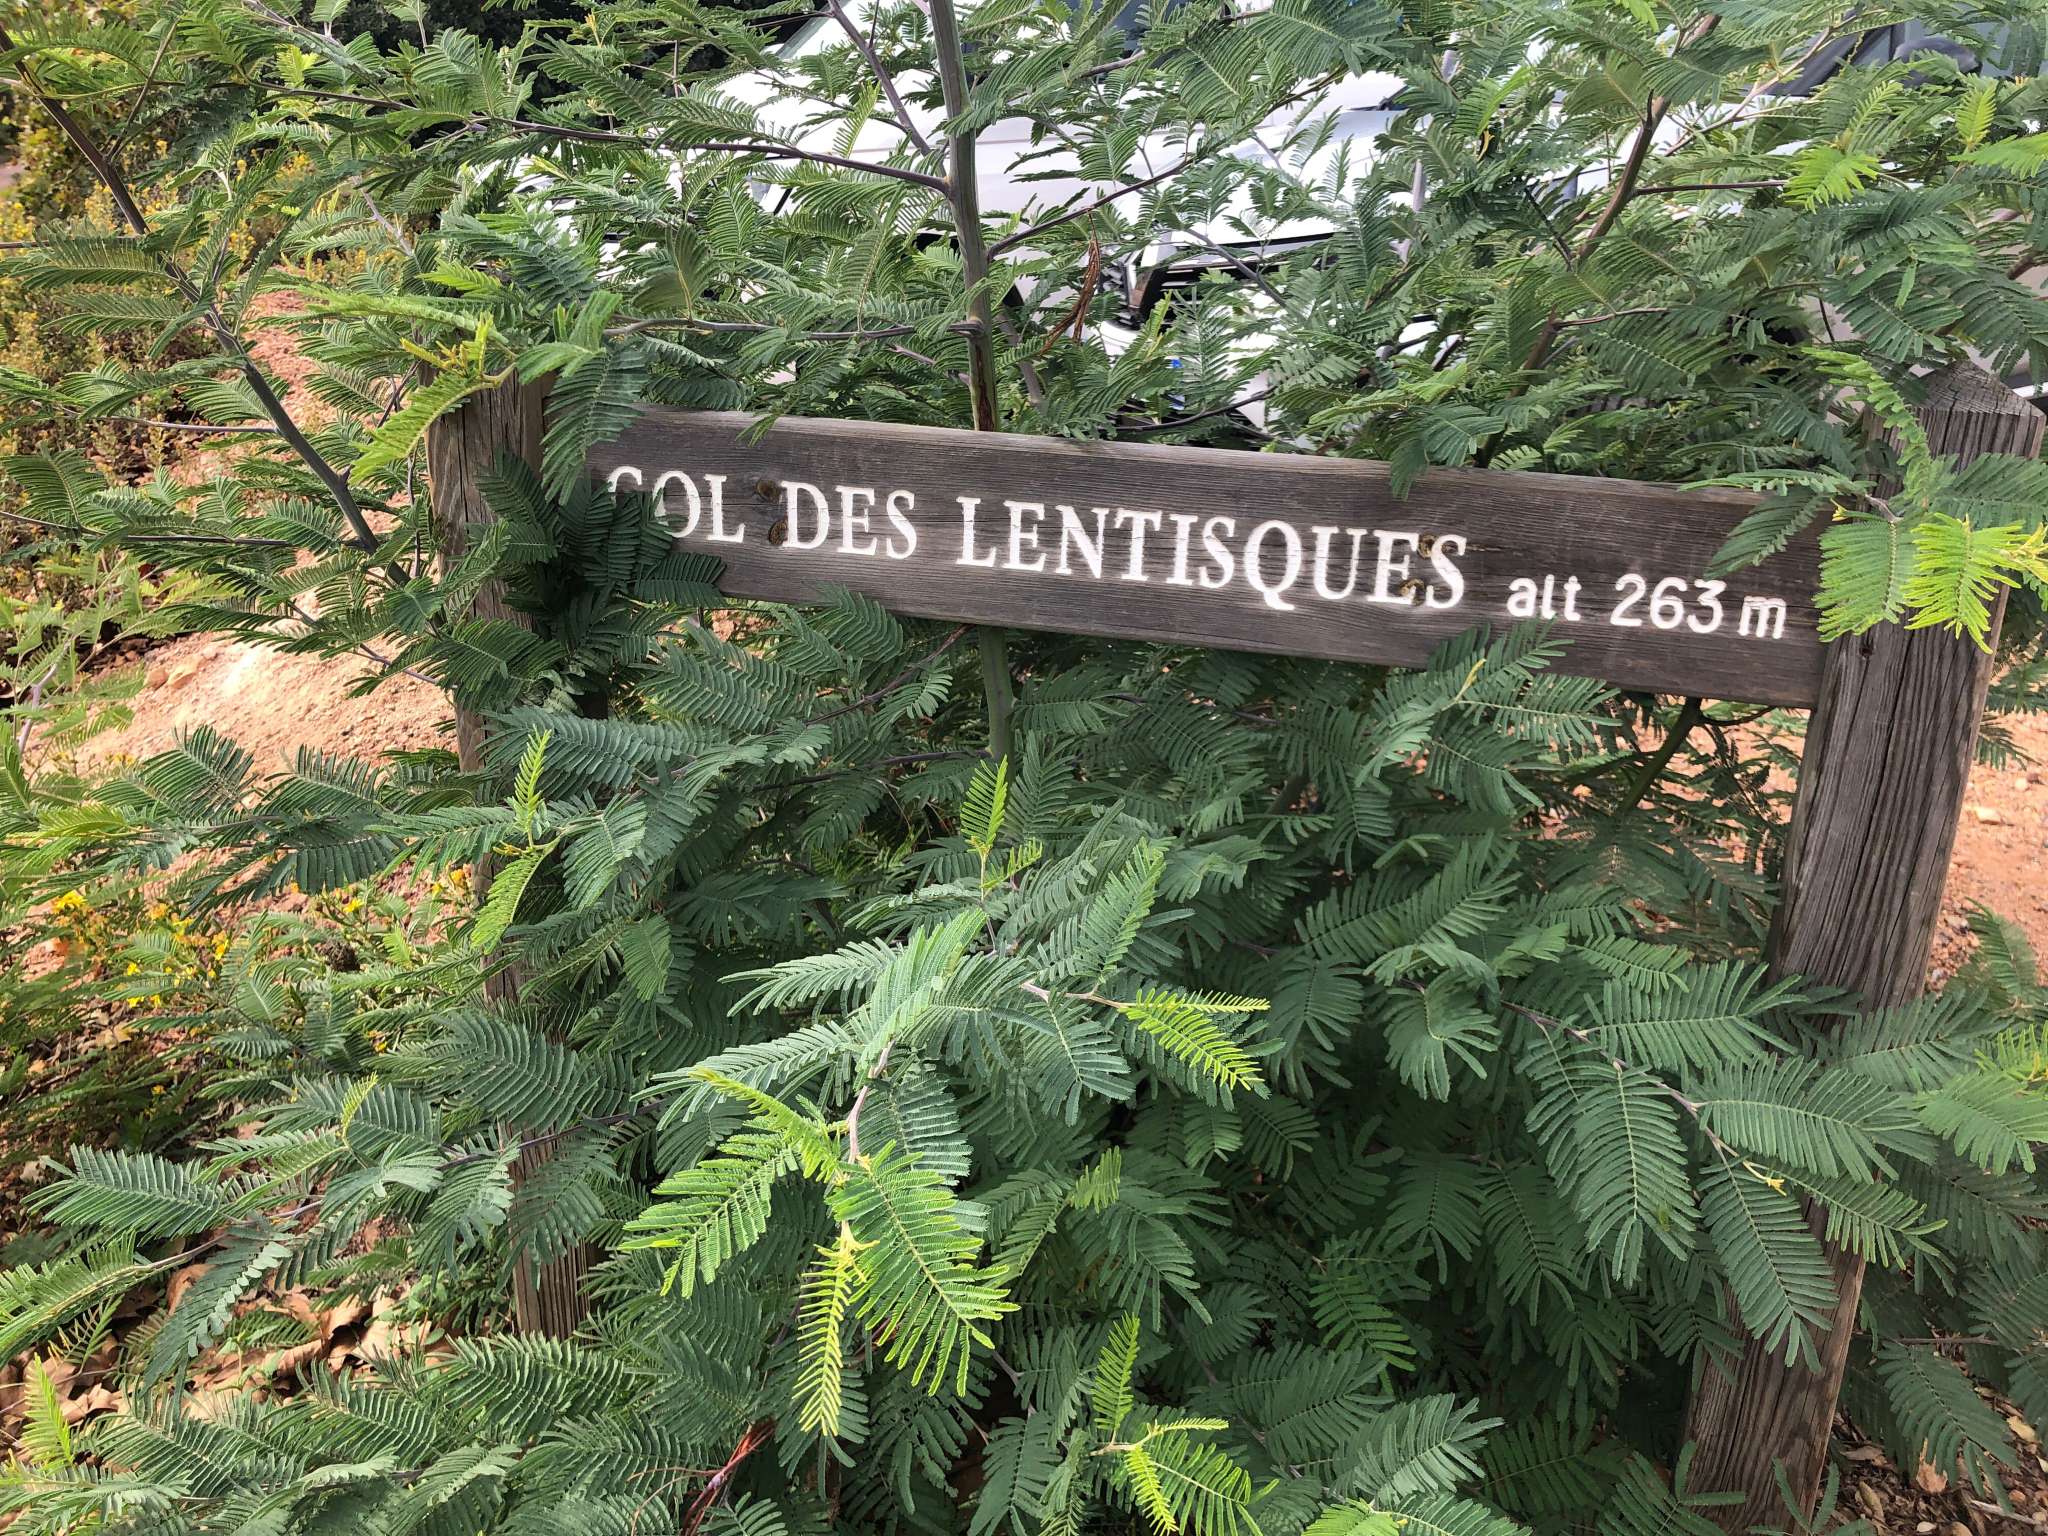 COL DES LENTISQUES alt 263 m